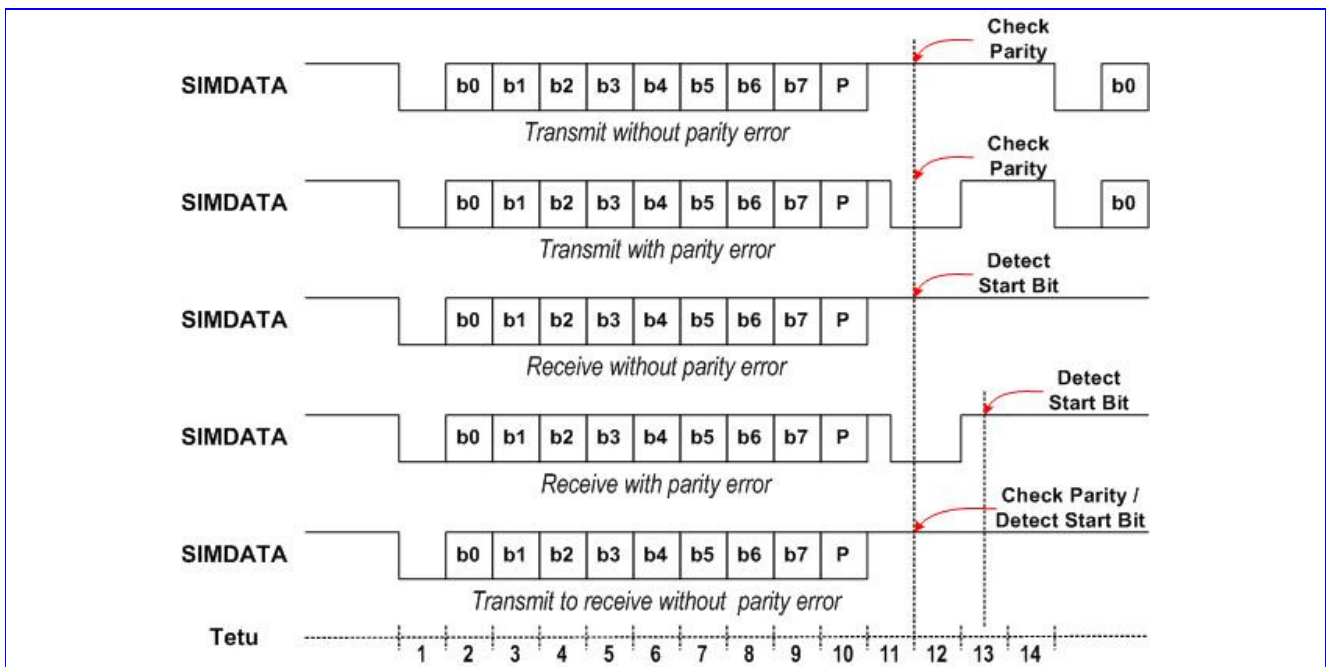 Check
Parity
SIMDATA b0 b1 b2 b3 b4 b5 b6 b7 P b0
Transmit without parity error
Check
Parity
SIMDATA b0 b1 b2 b3 b4 b5 b6 b7 P b0
Transmit with parity error
Detect
Start Bit
SIMDATA b0 b1 b2 b3 b4 b5 b6 b7 P
Receive without parity error
Detect
Start Bit
SIMDATA b0 b1 b2 b3 b4 b5 b6 b7 P
Receive with parity error
Check Parity /
Detect Start Bit
SIMDATA b0 b1 b2 b3 b4 b5 b6 b7 P
Transmit to receive without parity error
Tetu 1 2 3 4 5 6 7 8 9 10 11 12 13 14